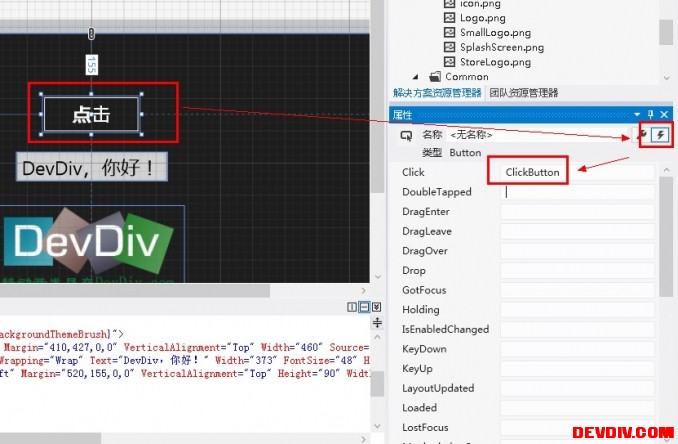 icon.png
Logo.png
SmallLogo.png
SplashScreen.png
StoreLogo.png
Common
解决方案资源管理器 团队资源管理器
属性
名称 <无名称>
类型 Button
Click ClickButton
DoubleTapped
DragEnter
DragLeave
DragOver
Drop
GotFocus
Holding
IsEnabledChanged
KeyDown
KeyUp
LayoutUpdated
Loaded
LostFocus
155
点击
DevDiv，你好！
DevDiv
ackgroundThemeBrush}">
Margin="410,427,0,0" VerticalAlignment="Top" Width="460" Source=
Wrapping="Wrap" Text="DevDiv，你好！" Width="373" FontSize="48" H
ft" Margin="520,155,0,0" VerticalAlignment="Top" Height="90" Widt
DEVDIV.COM